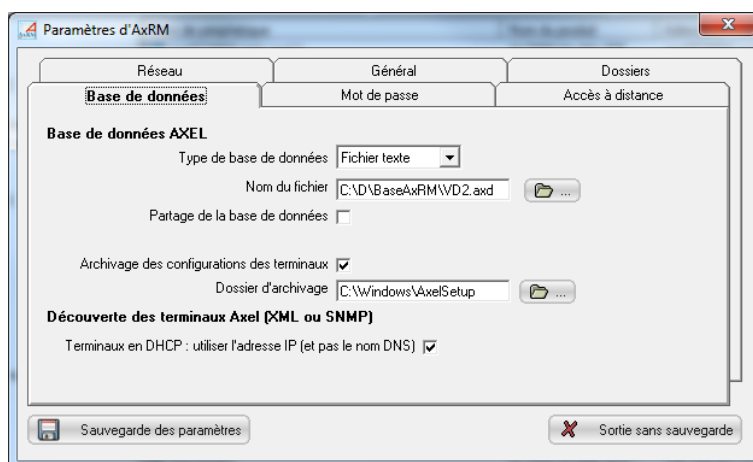 Paramètres d'AxRM
Réseau
Général
Dossiers
Base de données
Mot de passe
Accès à distance
Base de données AXEL
Type de base de données Fichier texte
Nom du fichier C:\D\BaseAxRM\VD2.axd ...
Partage de la base de données
Archivage des configurations des terminaux
Dossier d'archivage C:\Windows\AxelSetup ...
Découverte des terminaux Axel (XML ou SNMP)
Terminaux en DHCP : utiliser l'adresse IP (et pas le nom DNS)
Sauvegarde des paramètres
Sortie sans sauvegarde